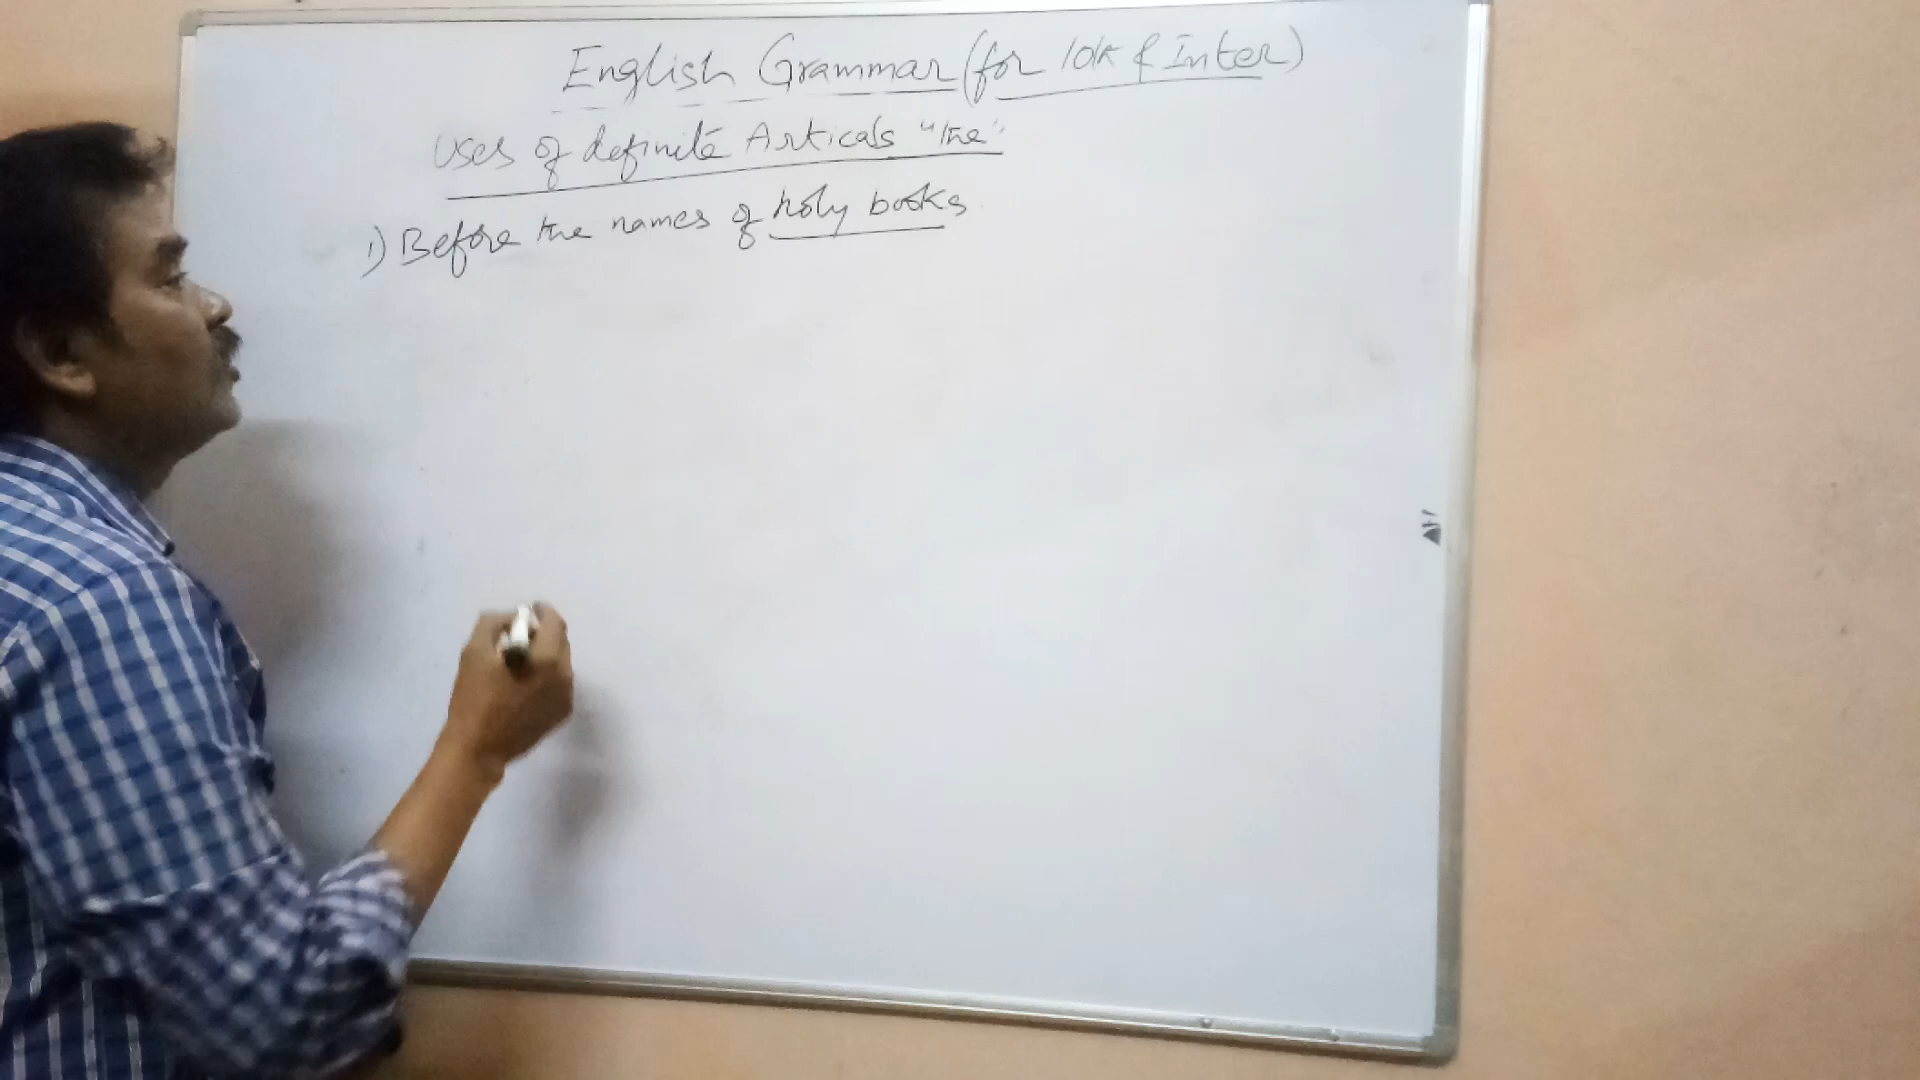 English Grammar (for 10th & Inter)
Uses of definite Articals "the"
1) Before the names of holy books